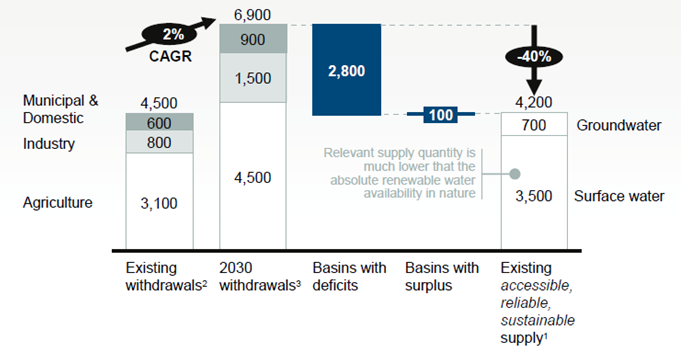 6,900
2%
CAGR
900
1,500
4,500
2,800
-40%
Municipal &
Domestic
Industry
Agriculture
4,500
600
800
3,100
100
4,200
700
3,500
Groundwater
Surface water
Relevant supply quantity is
much lower that the
absolute renewable water
availability in nature
Existing
withdrawals²
2030
withdrawals³
Basins with
deficits
Basins with
surplus
Existing
accessible,
reliable,
sustainable
supply¹